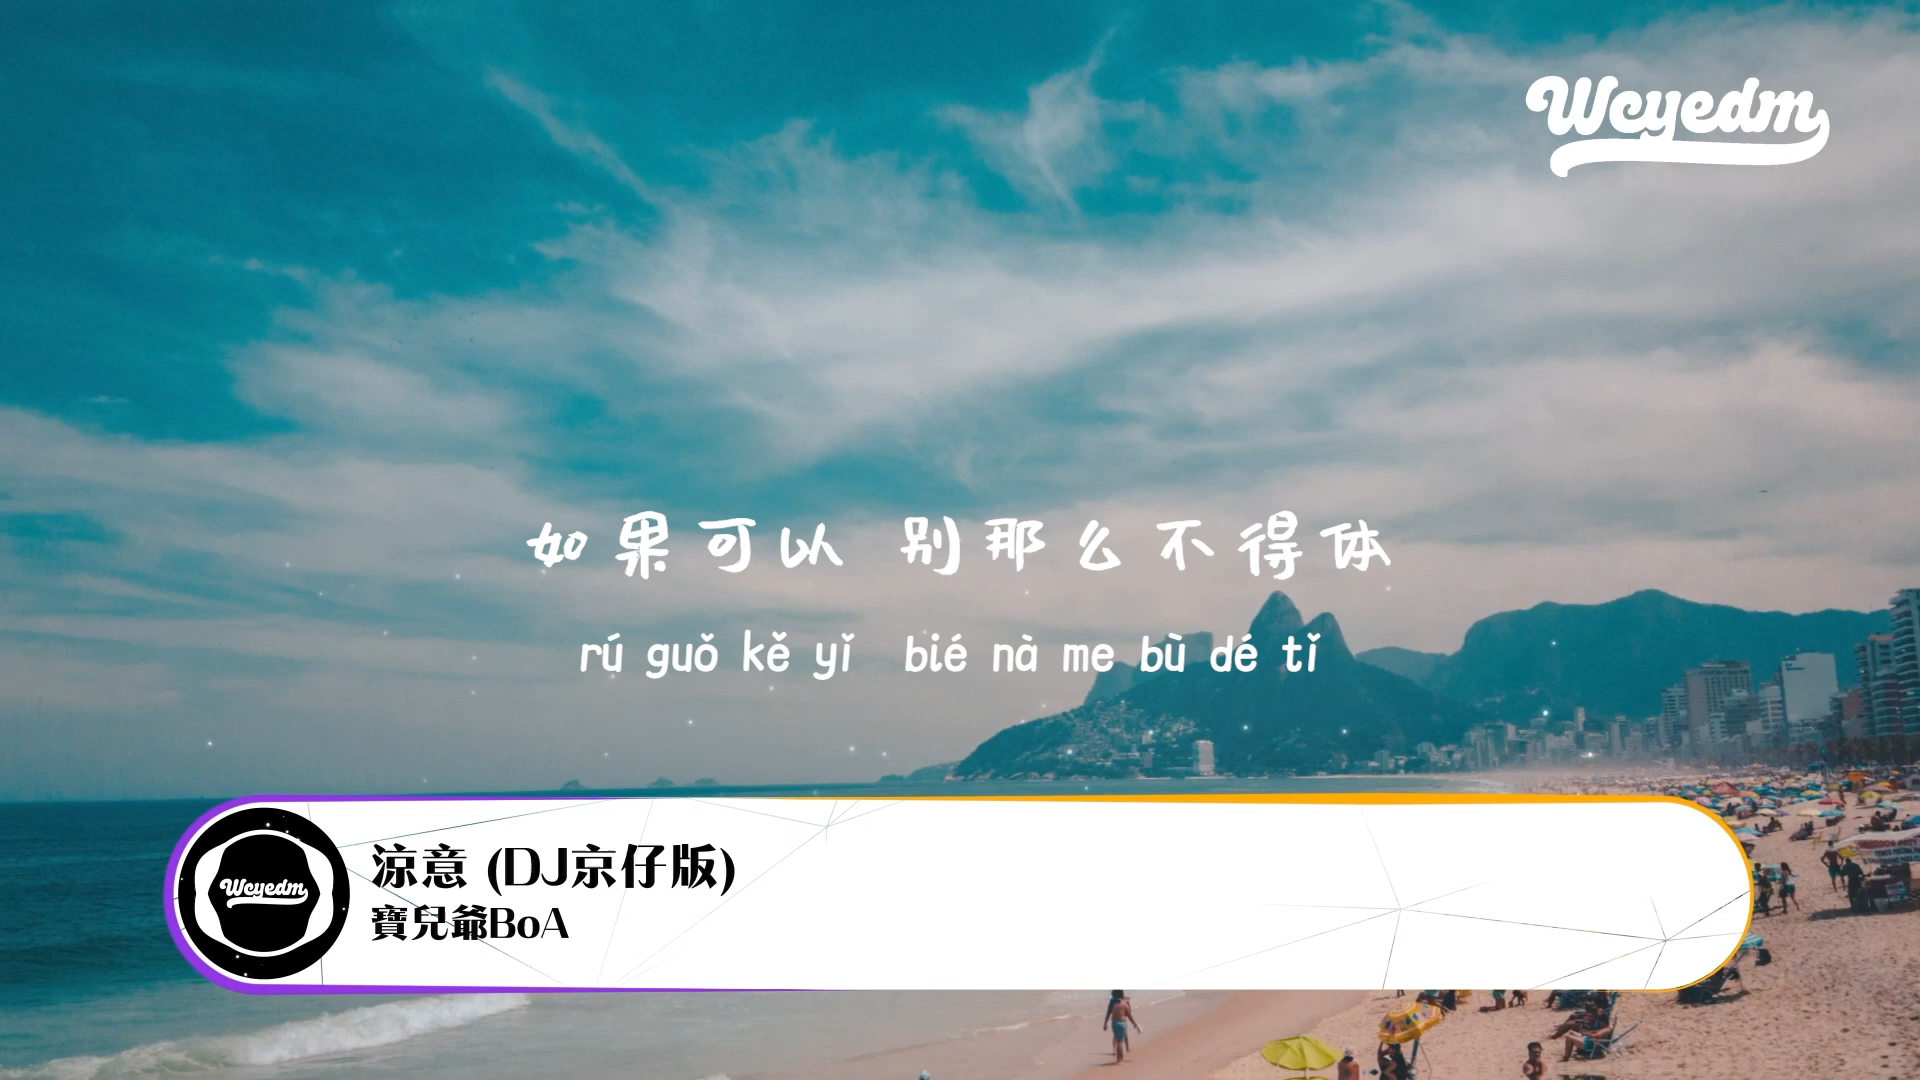 Wcyedm
如果可以 别那么不得体
rú guǒ kě yǐ bié nà me bù dé tǐ
Wcyedm
涼意 (DJ京仔版)
寶兒爺BoA